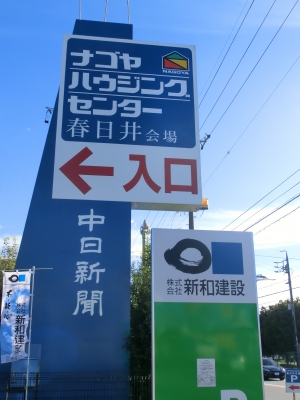 ナゴヤ
NAGOYA
ハウジング
センター
春日井会場
←入口
中日新聞
株式会社 新和建設
新和建設
P